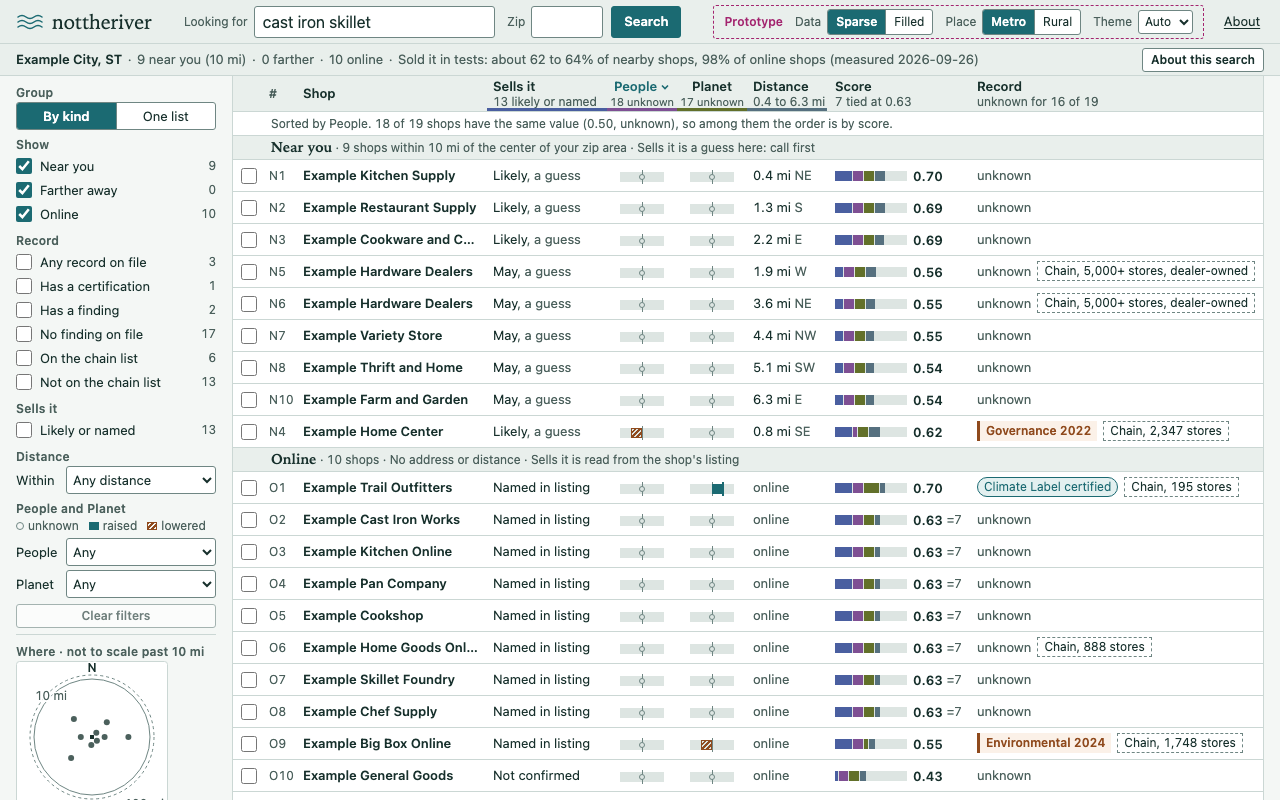 nottheriver Looking for cast iron skillet Zip Search Prototype Data Sparse Filled Place Metro Rural Theme Auto About
Example City, ST · 9 near you (10 mi) · 0 farther · 10 online · Sold it in tests: about 62 to 64% of nearby shops, 98% of online shops (measured 2026-09-26) About this search
Group
By kind One list
Show
Near you 9
Farther away 0
Online 10
Record
Any record on file 3
Has a certification 1
Has a finding 2
No finding on file 17
On the chain list 6
Not on the chain list 13
Sells it
Likely or named 13
Distance
Within Any distance
People and Planet
unknown raised lowered
People Any
Planet Any
Clear filters
Where · not to scale past 10 mi
N
10 mi
# Shop Sells it People Planet Distance Score Record
13 likely or named 18 unknown 17 unknown 0.4 to 6.3 mi 7 tied at 0.63 unknown for 16 of 19
Sorted by People. 18 of 19 shops have the same value (0.50, unknown), so among them the order is by score.
Near you · 9 shops within 10 mi of the center of your zip area · Sells it is a guess here: call first
N1 Example Kitchen Supply Likely, a guess 0.4 mi NE 0.70 unknown
N2 Example Restaurant Supply Likely, a guess 1.3 mi S 0.69 unknown
N3 Example Cookware and C... Likely, a guess 2.2 mi E 0.69 unknown
N5 Example Hardware Dealers May, a guess 1.9 mi W 0.56 unknown Chain, 5,000+ stores, dealer-owned
N6 Example Hardware Dealers May, a guess 3.6 mi NE 0.55 unknown Chain, 5,000+ stores, dealer-owned
N7 Example Variety Store May, a guess 4.4 mi NW 0.55 unknown
N8 Example Thrift and Home May, a guess 5.1 mi SW 0.54 unknown
N10 Example Farm and Garden May, a guess 6.3 mi E 0.54 unknown
N4 Example Home Center Likely, a guess 0.8 mi SE 0.62 Governance 2022 Chain, 2,347 stores
Online · 10 shops · No address or distance · Sells it is read from the shop's listing
O1 Example Trail Outfitters Named in listing online 0.70 Climate Label certified Chain, 195 stores
O2 Example Cast Iron Works Named in listing online 0.63 =7 unknown
O3 Example Kitchen Online Named in listing online 0.63 =7 unknown
O4 Example Pan Company Named in listing online 0.63 =7 unknown
O5 Example Cookshop Named in listing online 0.63 =7 unknown
O6 Example Home Goods Onl... Named in listing online 0.63 =7 unknown Chain, 888 stores
O7 Example Skillet Foundry Named in listing online 0.63 =7 unknown
O8 Example Chef Supply Named in listing online 0.63 =7 unknown
O9 Example Big Box Online Named in listing online 0.55 Environmental 2024 Chain, 1,748 stores
O10 Example General Goods Not confirmed online 0.43 unknown